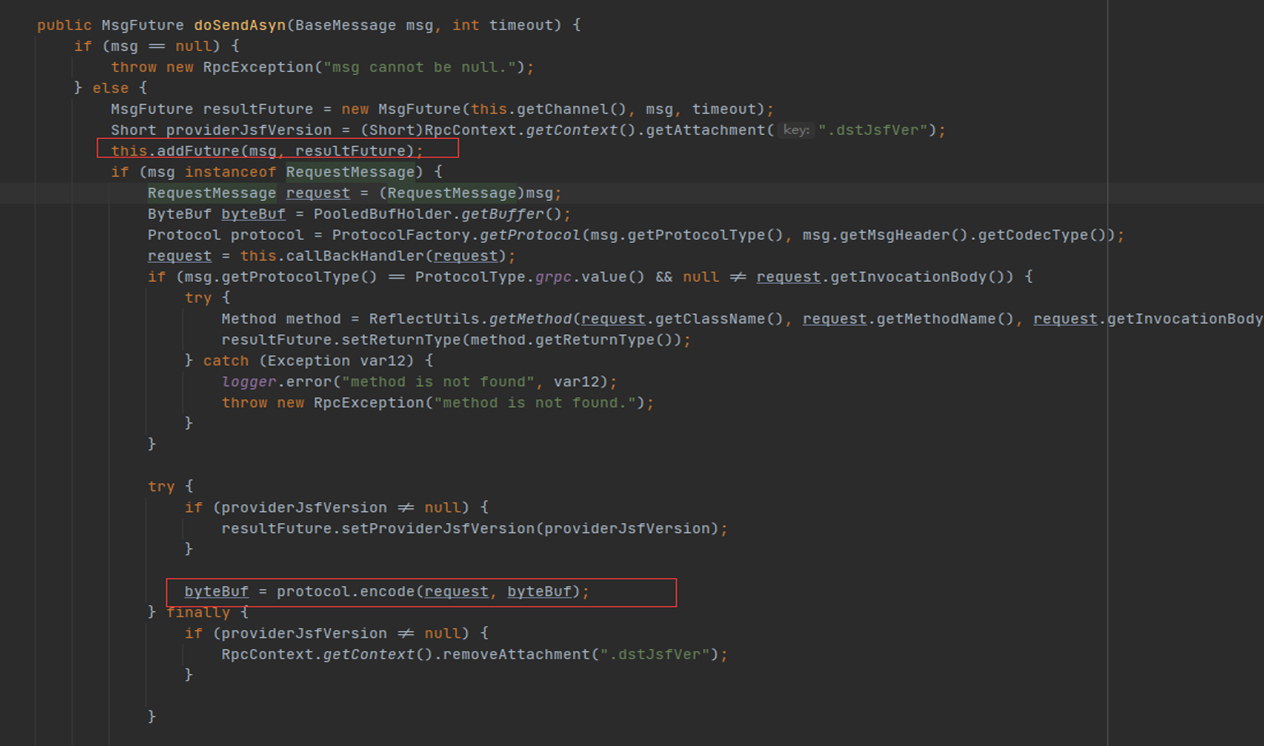 public MsgFuture doSendAsyn(BaseMessage msg, int timeout) {
if (msg == null) {
throw new RpcException("msg cannot be null.");
} else {
MsgFuture resultFuture = new MsgFuture(this.getChannel(), msg, timeout);
Short providerJsfVersion = (Short)RpcContext.getContext().getAttachment( key: ".dstJsfVer");
this.addFuture(msg, resultFuture);
if (msg instanceof RequestMessage) {
RequestMessage request = (RequestMessage)msg;
ByteBuf byteBuf = PooledBufHolder.getBuffer();
Protocol protocol = ProtocolFactory.getProtocol(msg.getProtocolType(), msg.getMsgHeader().getCodecType());
request = this.callBackHandler(request);
if (msg.getProtocolType() == ProtocolType.grpc.value() && null != request.getInvocationBody()) {
try {
Method method = ReflectUtils.getMethod(request.getClassName(), request.getMethodName(), request.getInvocationBody
resultFuture.setReturnType(method.getReturnType());
} catch (Exception var12) {
logger.error("method is not found", var12);
throw new RpcException("method is not found.");
}
}
try {
if (providerJsfVersion != null) {
resultFuture.setProviderJsfVersion(providerJsfVersion);
}
byteBuf = protocol.encode(request, byteBuf);
} finally {
if (providerJsfVersion != null) {
RpcContext.getContext().removeAttachment(".dstJsfVer");
}
}